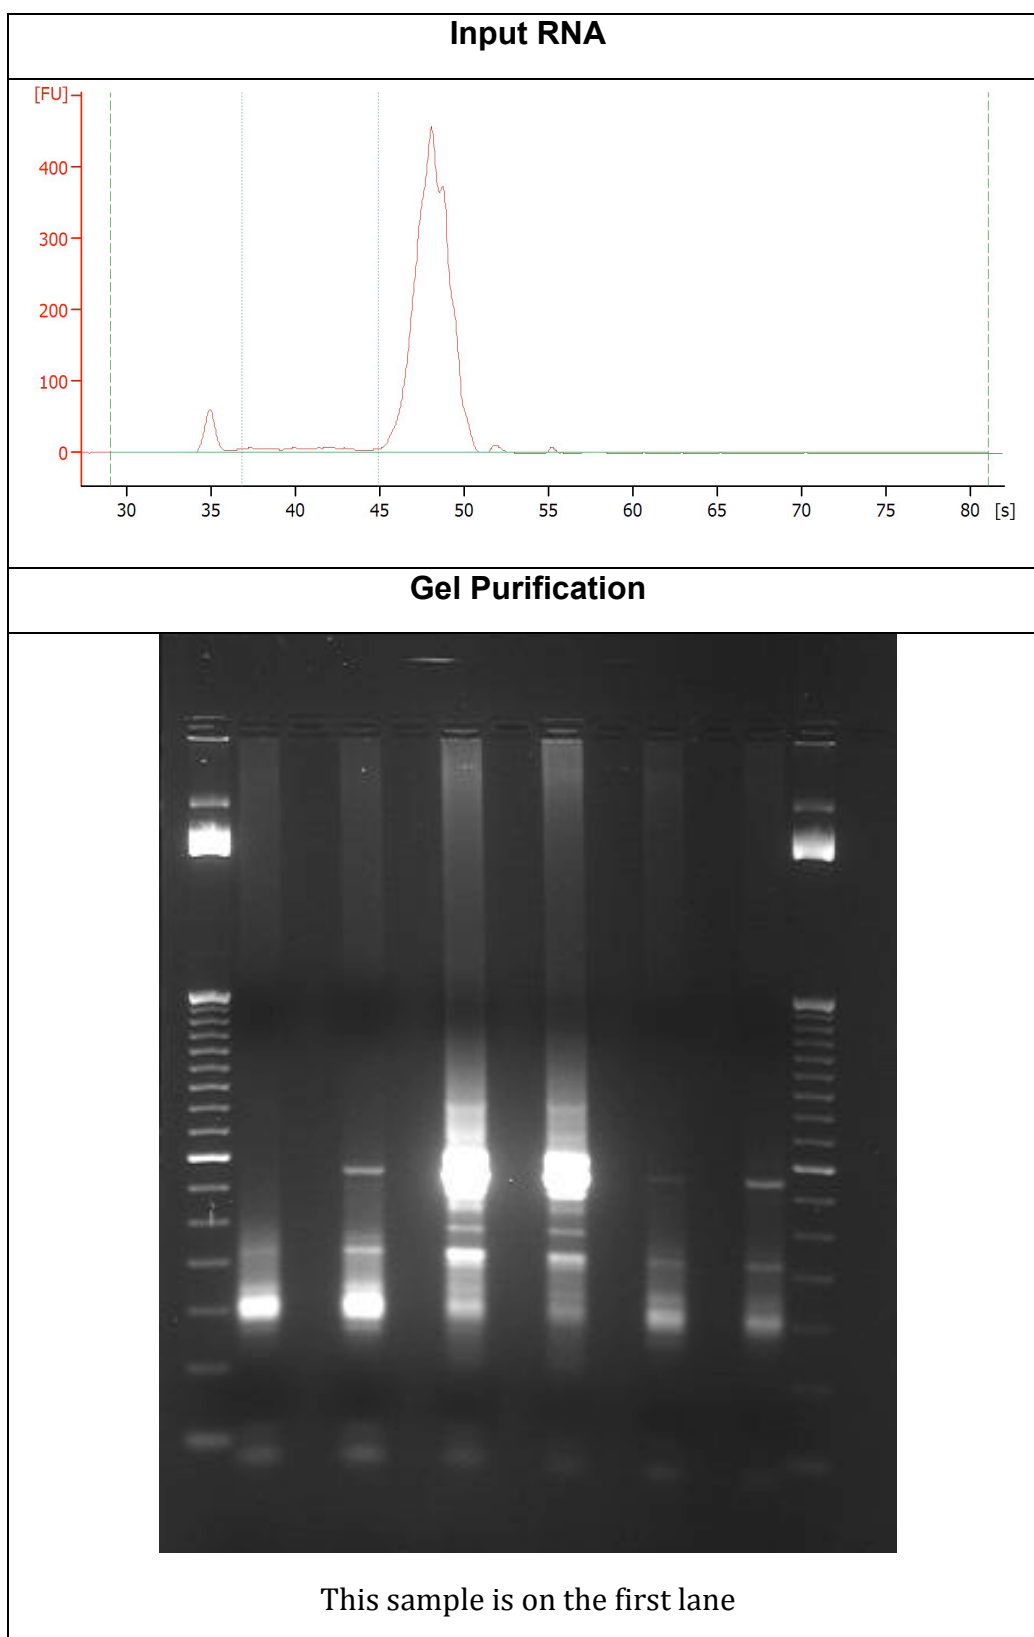 Input RNA
[FU]
400
300
200
100
0
30 35 40 45 50 55 60 65 70 75 80 [s]
Gel Purification
This sample is on the first lane